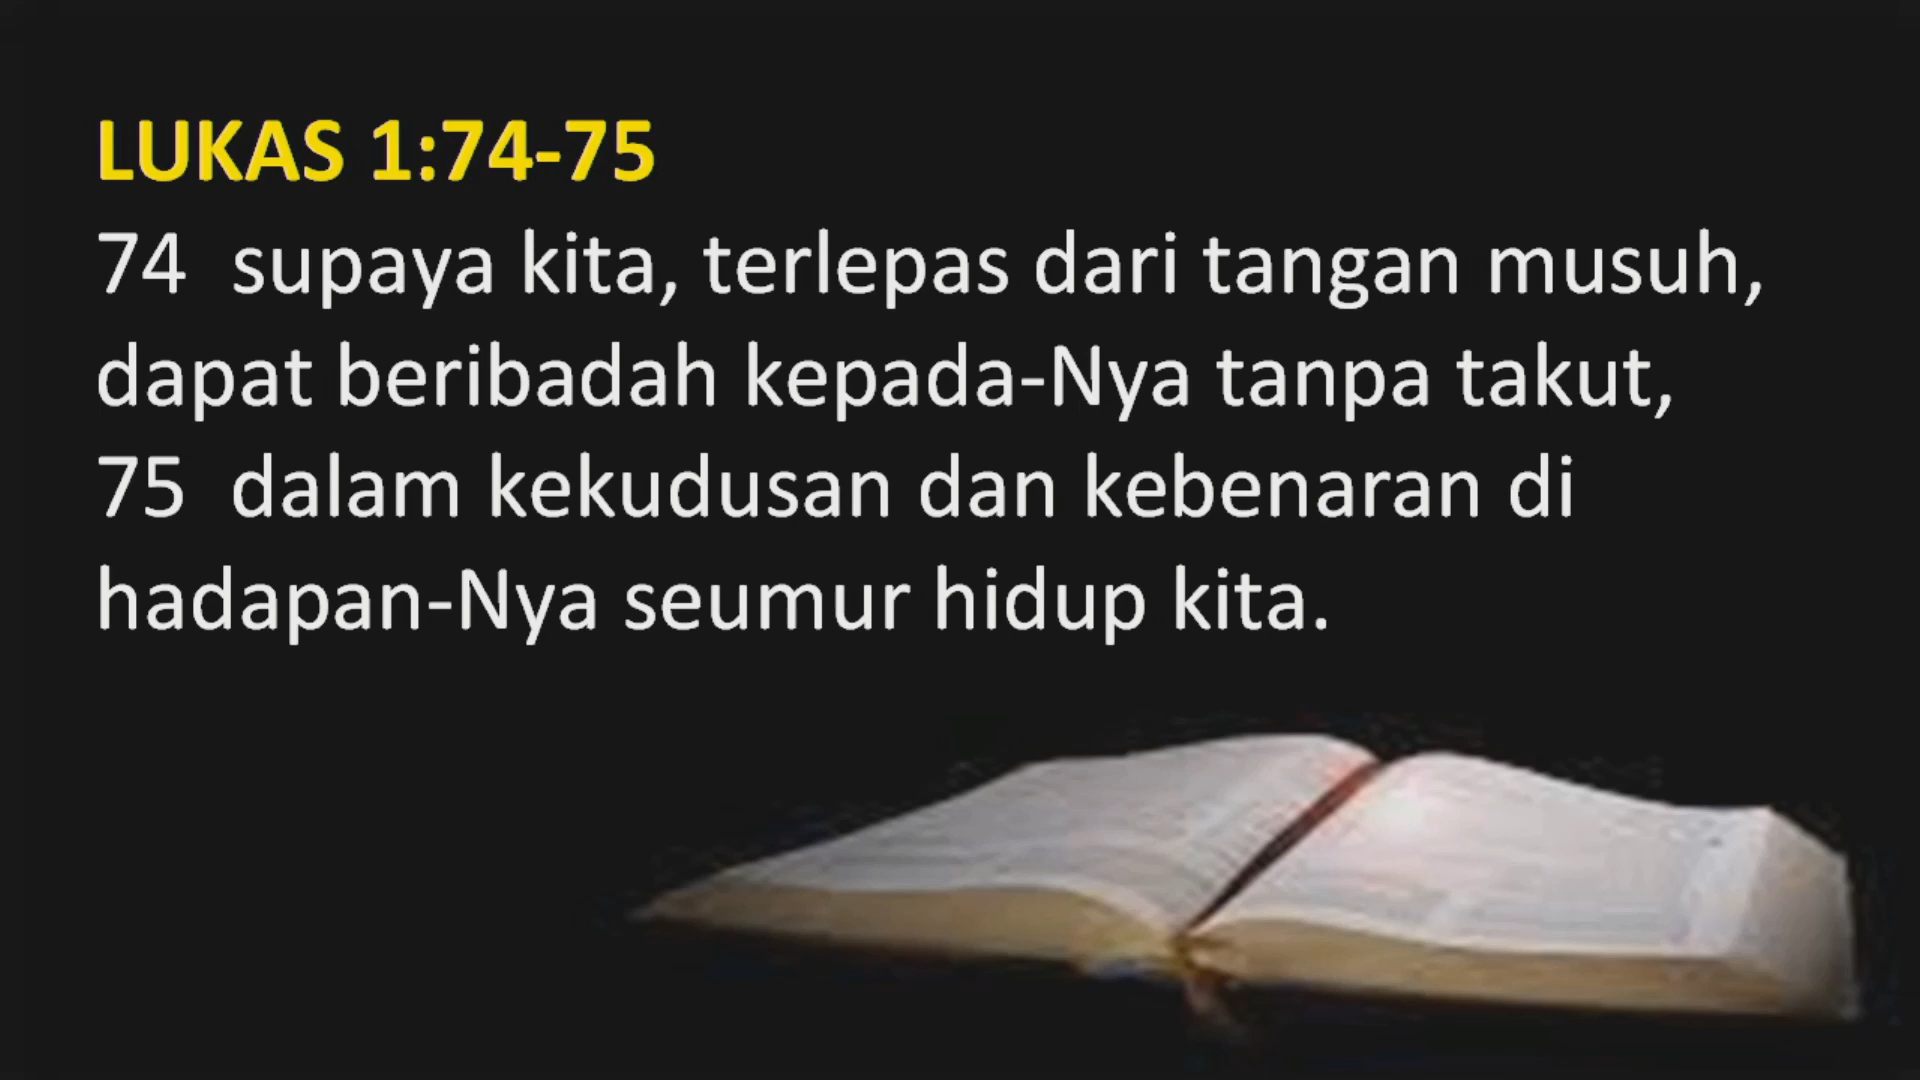 LUKAS 1:74-75
74  supaya kita, terlepas dari tangan musuh,
dapat beribadah kepada-Nya tanpa takut,
75  dalam kekudusan dan kebenaran di
hadapan-Nya seumur hidup kita.